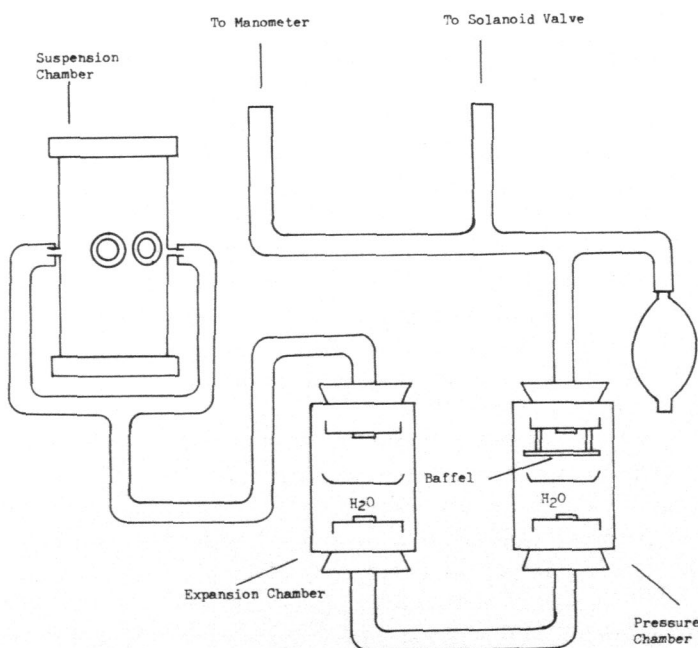 To Manometer
To Solanoid Valve
Suspension
Chamber
Baffel
H2O
H2O
Expansion Chamber
Pressure
Chamber